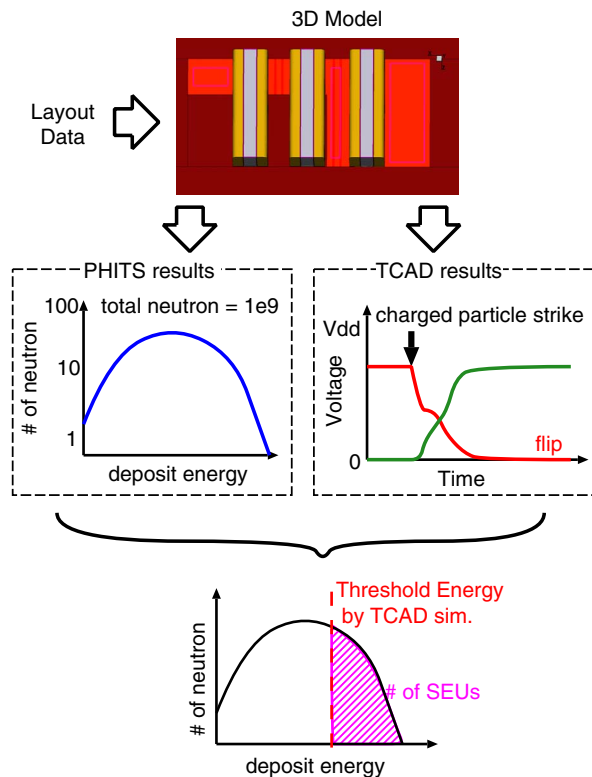 3D Model
Layout
Data
PHITS results
100
total neutron = 1e9
10
1
# of neutron
deposit energy
TCAD results
Vdd
charged particle strike
Voltage
0
flip
Time
Threshold Energy
by TCAD sim.
# of SEUs
# of neutron
deposit energy